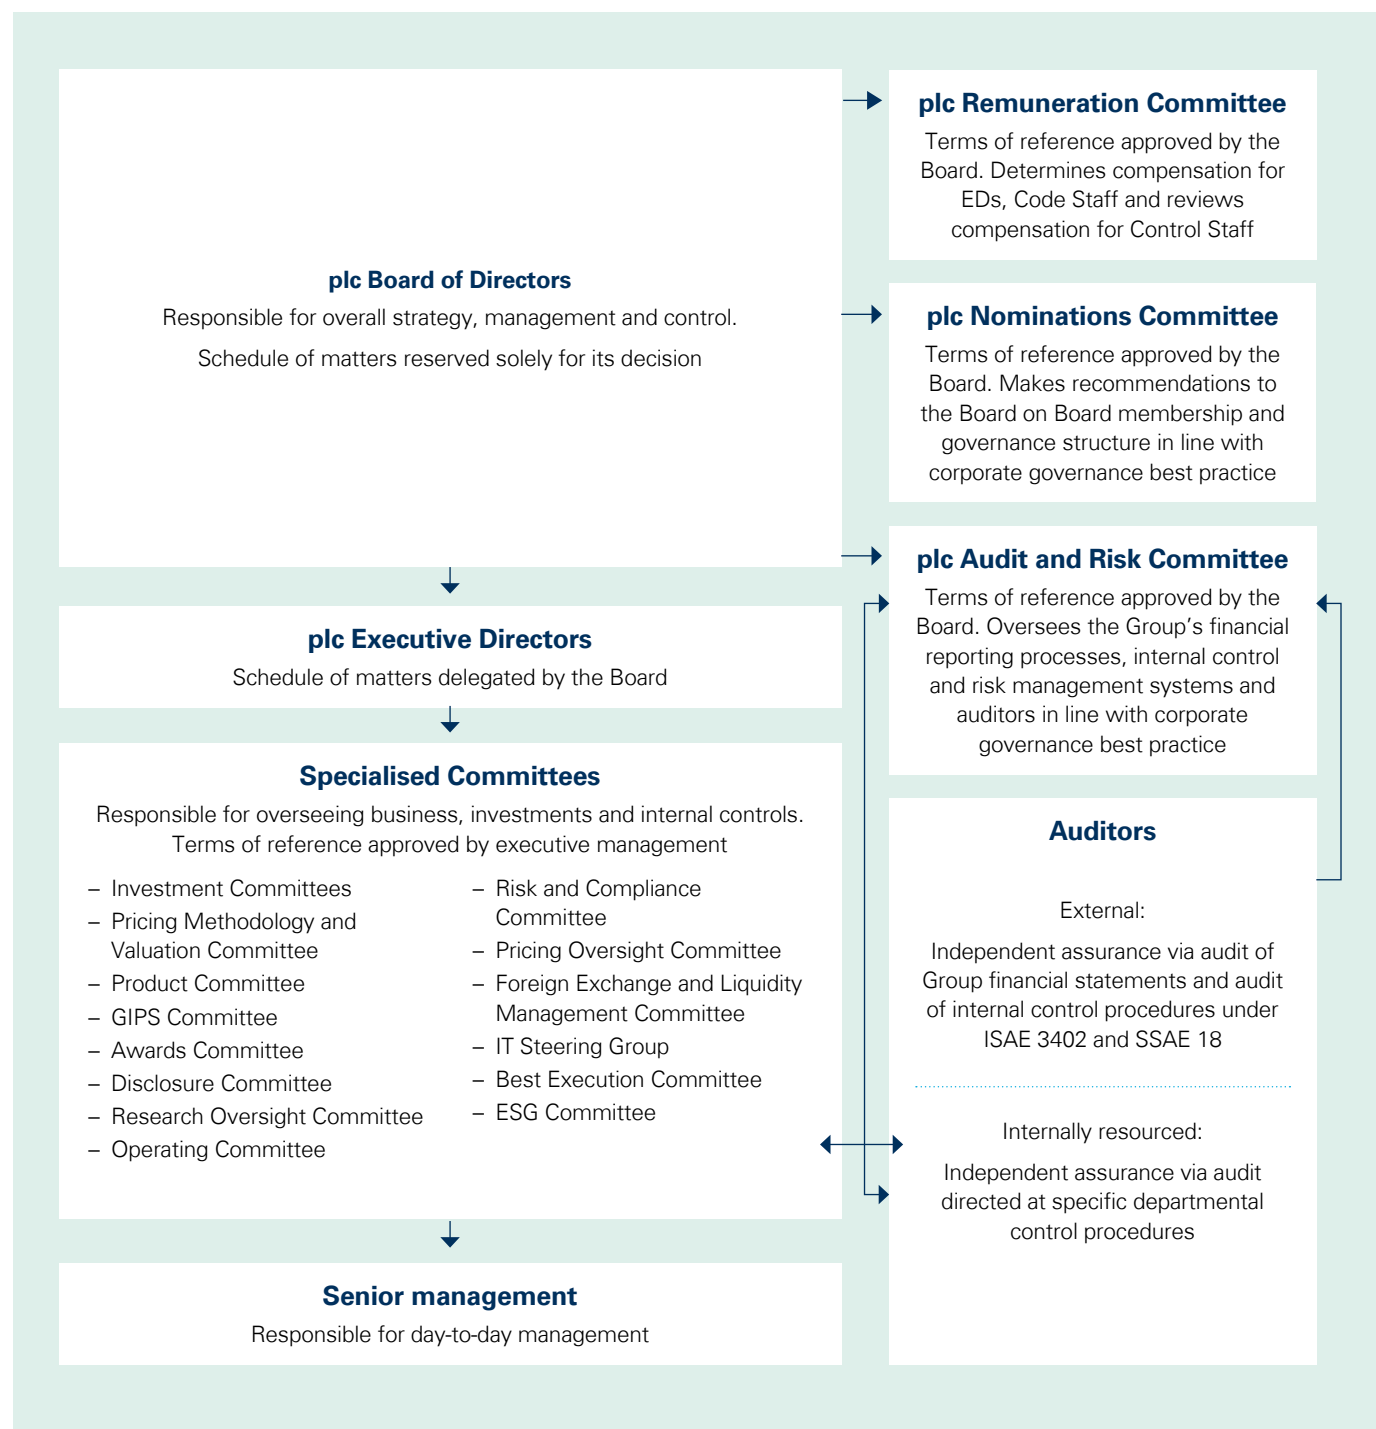 plc Board of Directors
Responsible for overall strategy, management and control.
Schedule of matters reserved solely for its decision
plc Remuneration Committee
Terms of reference approved by the
Board. Determines compensation for
EDs, Code Staff and reviews
compensation for Control Staff
plc Nominations Committee
Terms of reference approved by the
Board. Makes recommendations to
the Board on Board membership and
governance structure in line with
corporate governance best practice
plc Audit and Risk Committee
Terms of reference approved by the
Board. Oversees the Group’s financial
reporting processes, internal control
and risk management systems and
auditors in line with corporate
governance best practice
plc Executive Directors
Schedule of matters delegated by the Board
Specialised Committees
Responsible for overseeing business, investments and internal controls.
Terms of reference approved by executive management
– Investment Committees
– Pricing Methodology and
Valuation Committee
– Product Committee
– GIPS Committee
– Awards Committee
– Disclosure Committee
– Research Oversight Committee
– Operating Committee
– Risk and Compliance
Committee
– Pricing Oversight Committee
– Foreign Exchange and Liquidity
Management Committee
– IT Steering Group
– Best Execution Committee
– ESG Committee
Auditors
External:
Independent assurance via audit of
Group financial statements and audit
of internal control procedures under
ISAE 3402 and SSAE 18
Internally resourced:
Independent assurance via audit
directed at specific departmental
control procedures
Senior management
Responsible for day-to-day management